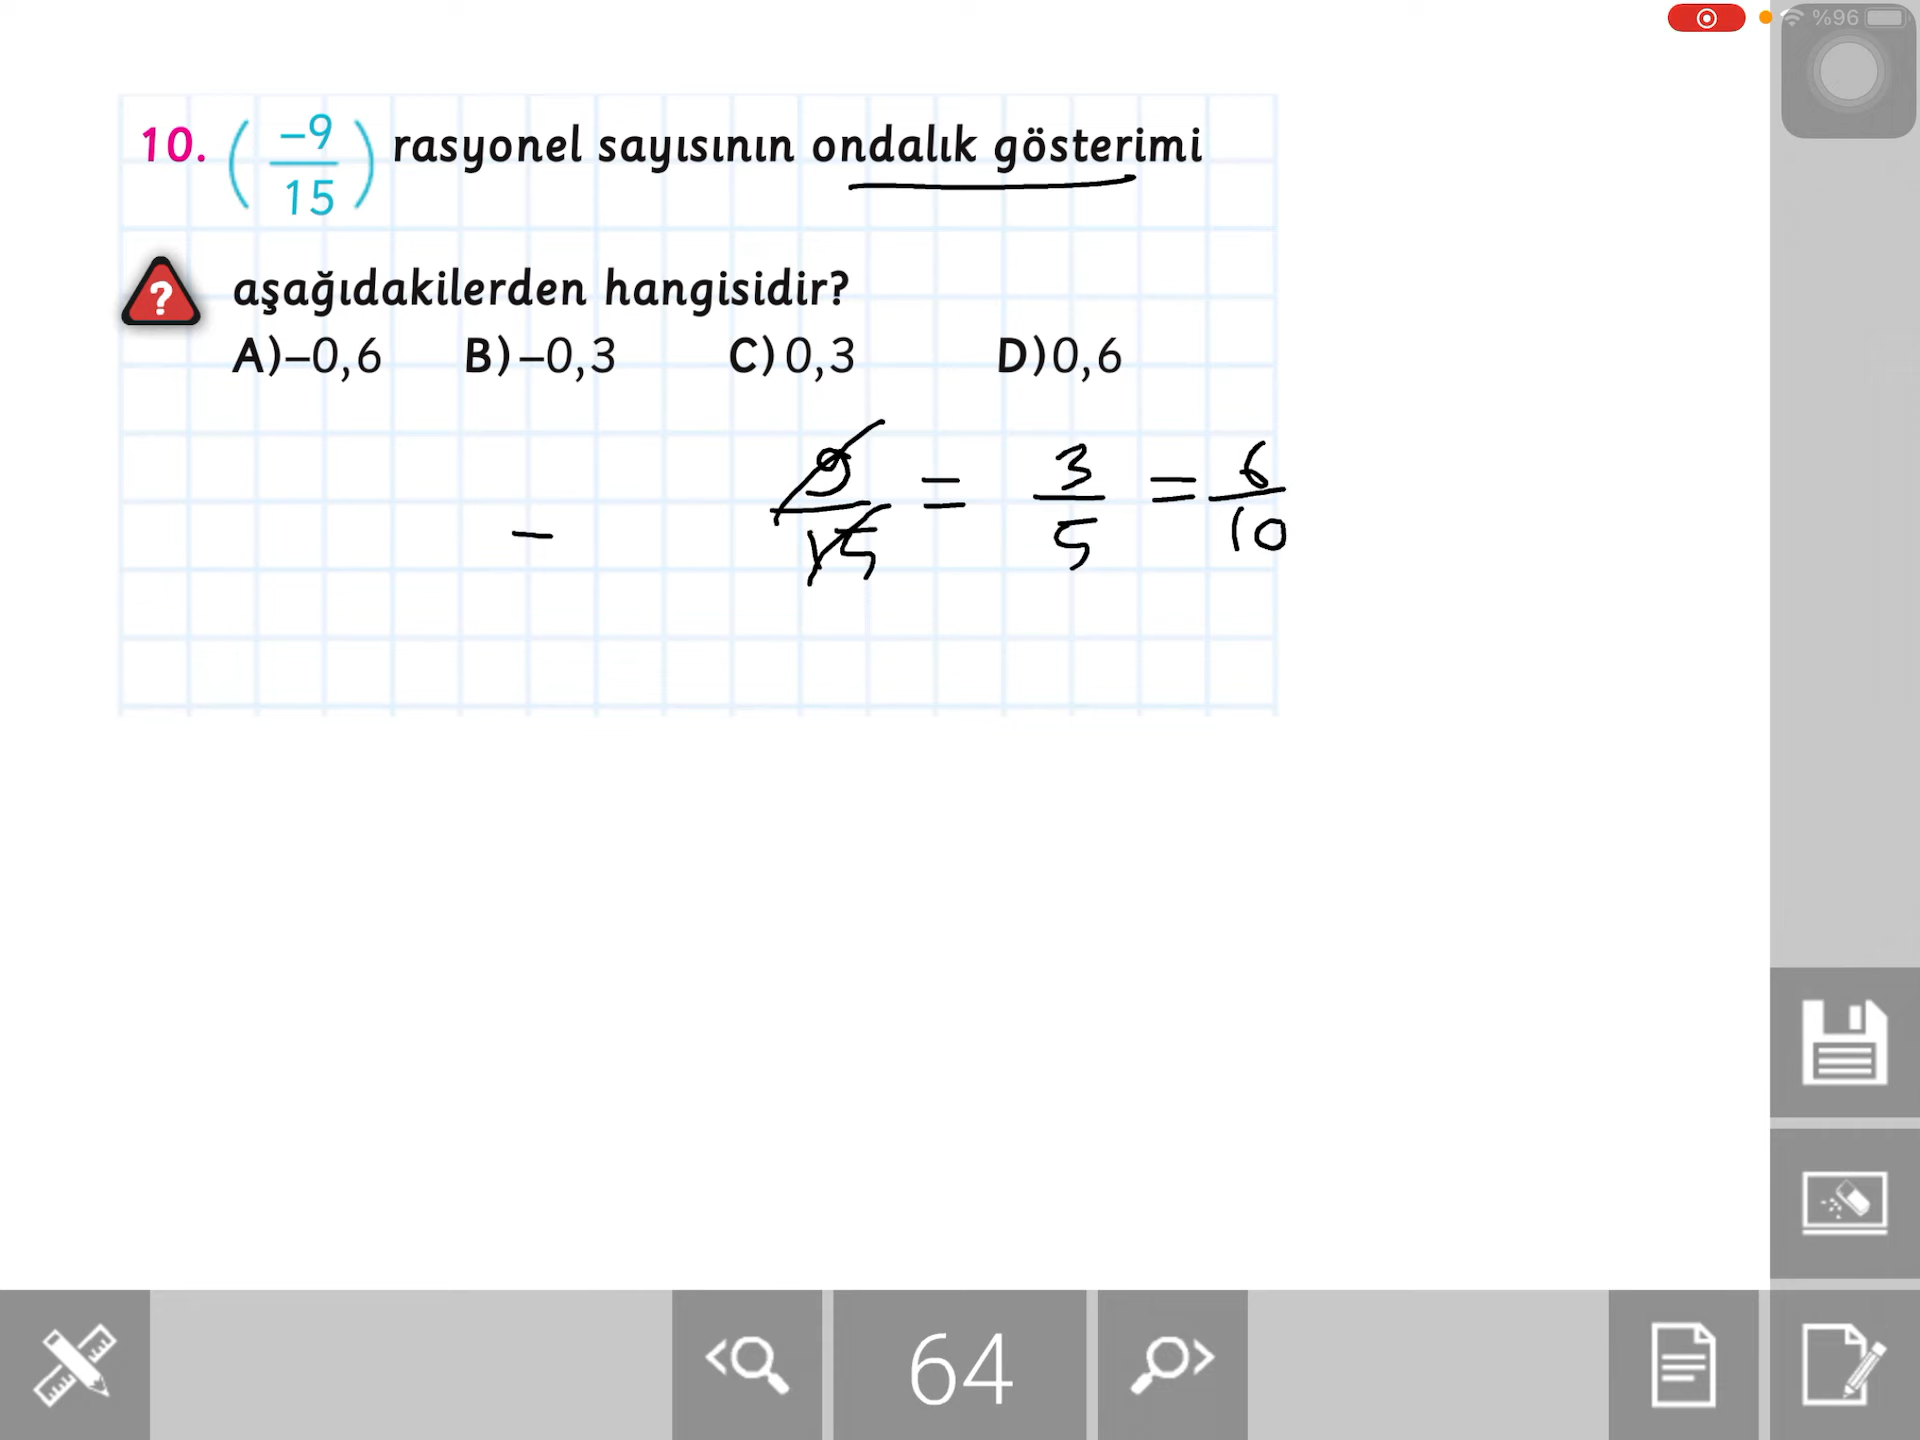 %96
10. (-9/15) rasyonel sayısının ondalık gösterimi
? aşağıdakilerden hangisidir?
A)-0,6 B)-0,3 C) 0,3 D) 0,6
- 9/15 = 3/5 = 6/10
64